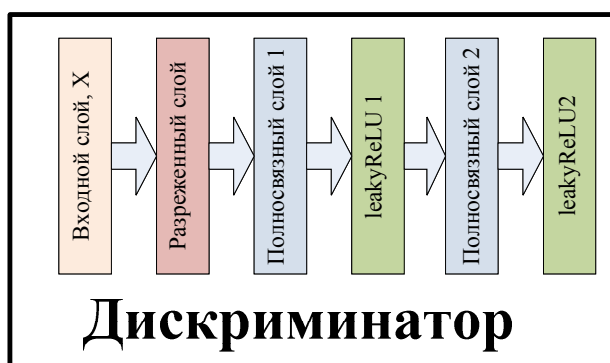 Входной слой, X
Разреженный слой
Полносвязный слой 1
leakyReLU 1
Полносвязный слой 2
leakyReLU2
Дискриминатор